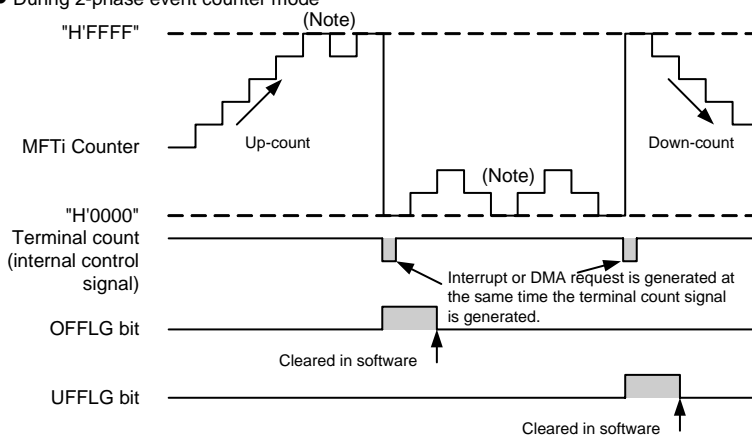 ● During 2-phase event counter mode
(Note)
"H'FFFF"
Up-count
Down-count
MFTi Counter
(Note)
"H'0000"
Terminal count
(internal control
signal)
Interrupt or DMA request is generated at
the same time the terminal count signal
is generated.
OFFLG bit
Cleared in software
UFFLG bit
Cleared in software